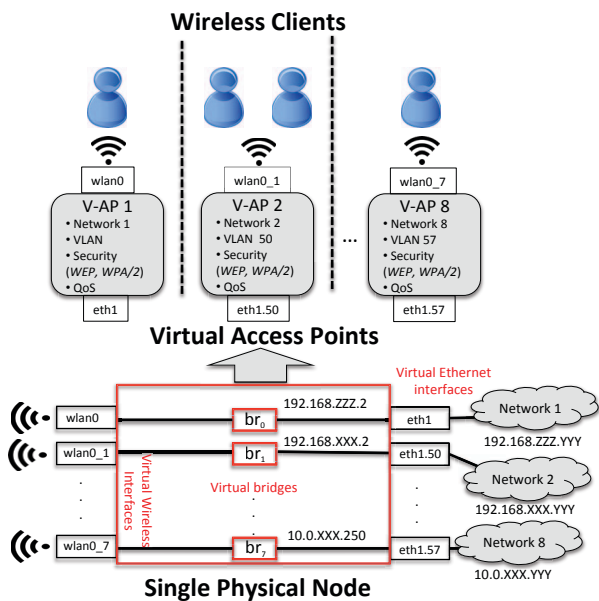 Wireless Clients
wlan0
V-AP 1
• Network 1
• VLAN
• Security
(WEP, WPA/2)
• QoS
eth1
wlan0_1
V-AP 2
• Network 2
• VLAN 50
• Security
(WEP, WPA/2)
• QoS
eth1.50
...
wlan0_7
V-AP 8
• Network 8
• VLAN 57
• Security
(WEP, WPA/2)
• QoS
eth1.57
Virtual Access Points
Virtual Ethernet
interfaces
wlan0
br0
192.168.ZZZ.2
eth1
Network 1
192.168.ZZZ.YYY
wlan0_1
br1
192.168.XXX.2
eth1.50
Network 2
192.168.XXX.YYY
Virtual Wireless
Interfaces
Virtual bridges
wlan0_7
br7
10.0.XXX.250
eth1.57
Network 8
10.0.XXX.YYY
Single Physical Node